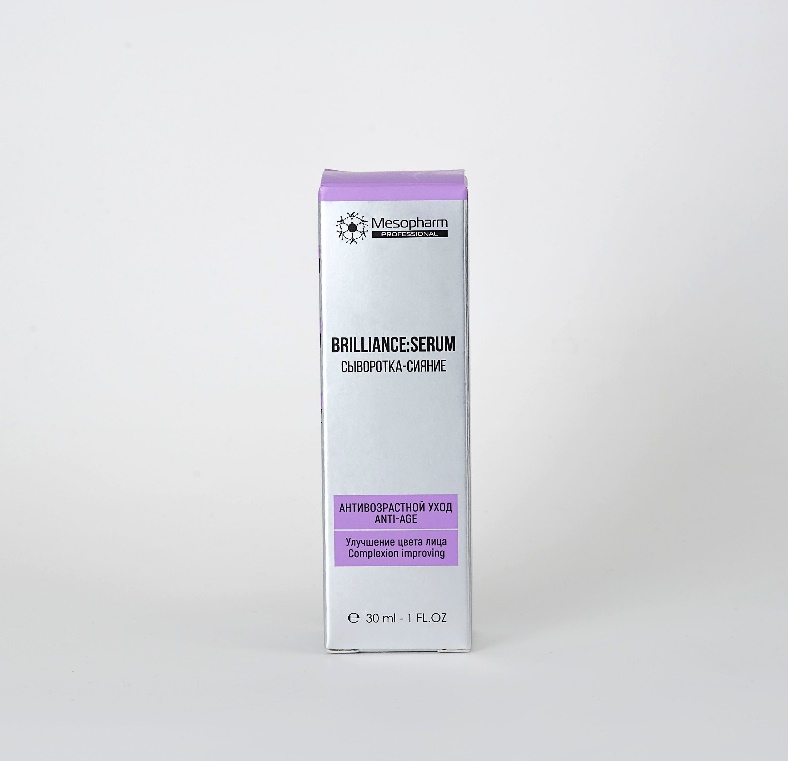 Mesopharm
PROFESSIONAL
BRILLIANCE:SERUM
СЫВОРОТКА-СИЯНИЕ
АНТИВОЗРАСТНОЙ УХОД
ANTI-AGE
Улучшение цвета лица
Complexion improving
℮ 30 ml - 1 FL.OZ